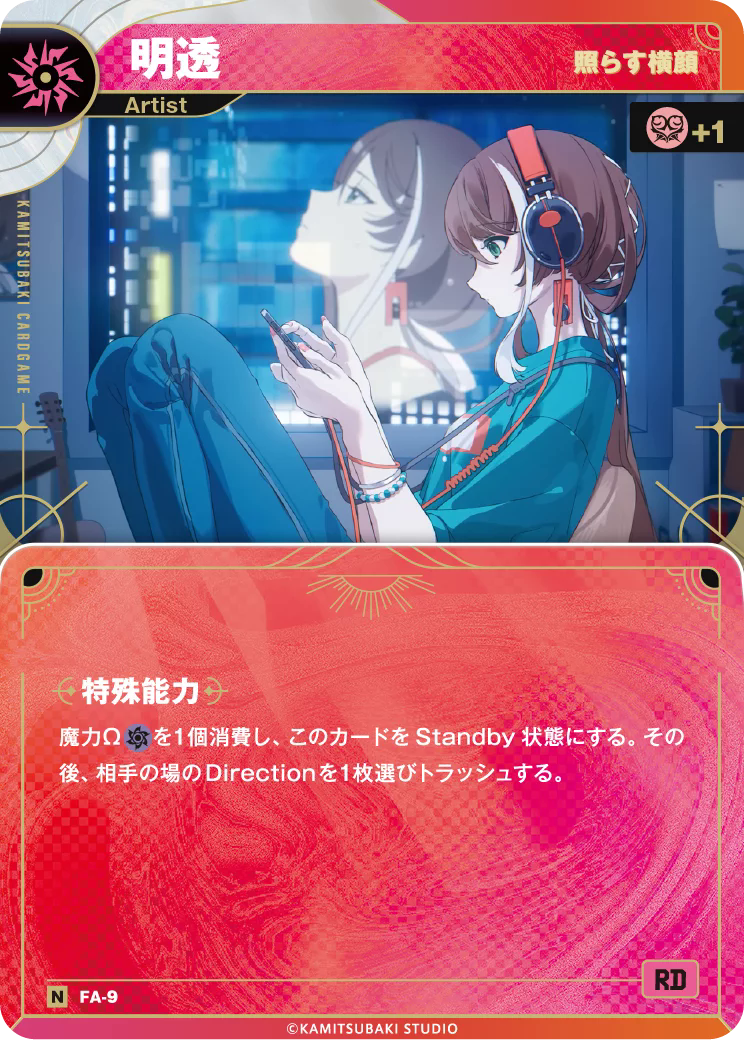 明透
照らす横顔
Artist
+1
KAMITSUBAKI CARDGAME
特殊能力
魔力Ωを1個消費し、このカードをStandby状態にする。その
後、相手の場のDirectionを1枚選びトラッシュする。
RD
N FA-9
©KAMITSUBAKI STUDIO